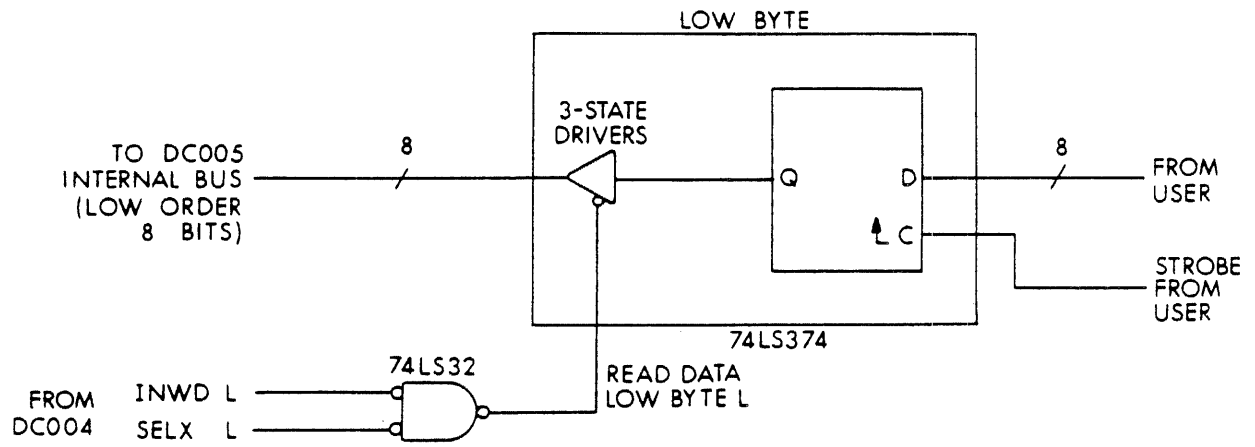 LOW BYTE
3-STATE
DRIVERS
8
TO DC005
INTERNAL BUS
(LOW ORDER
8 BITS)
Q
D
C
8
FROM
USER
STROBE
FROM
USER
74LS374
74LS32
READ DATA
LOW BYTE L
FROM
DC004
INWD L
SELX L